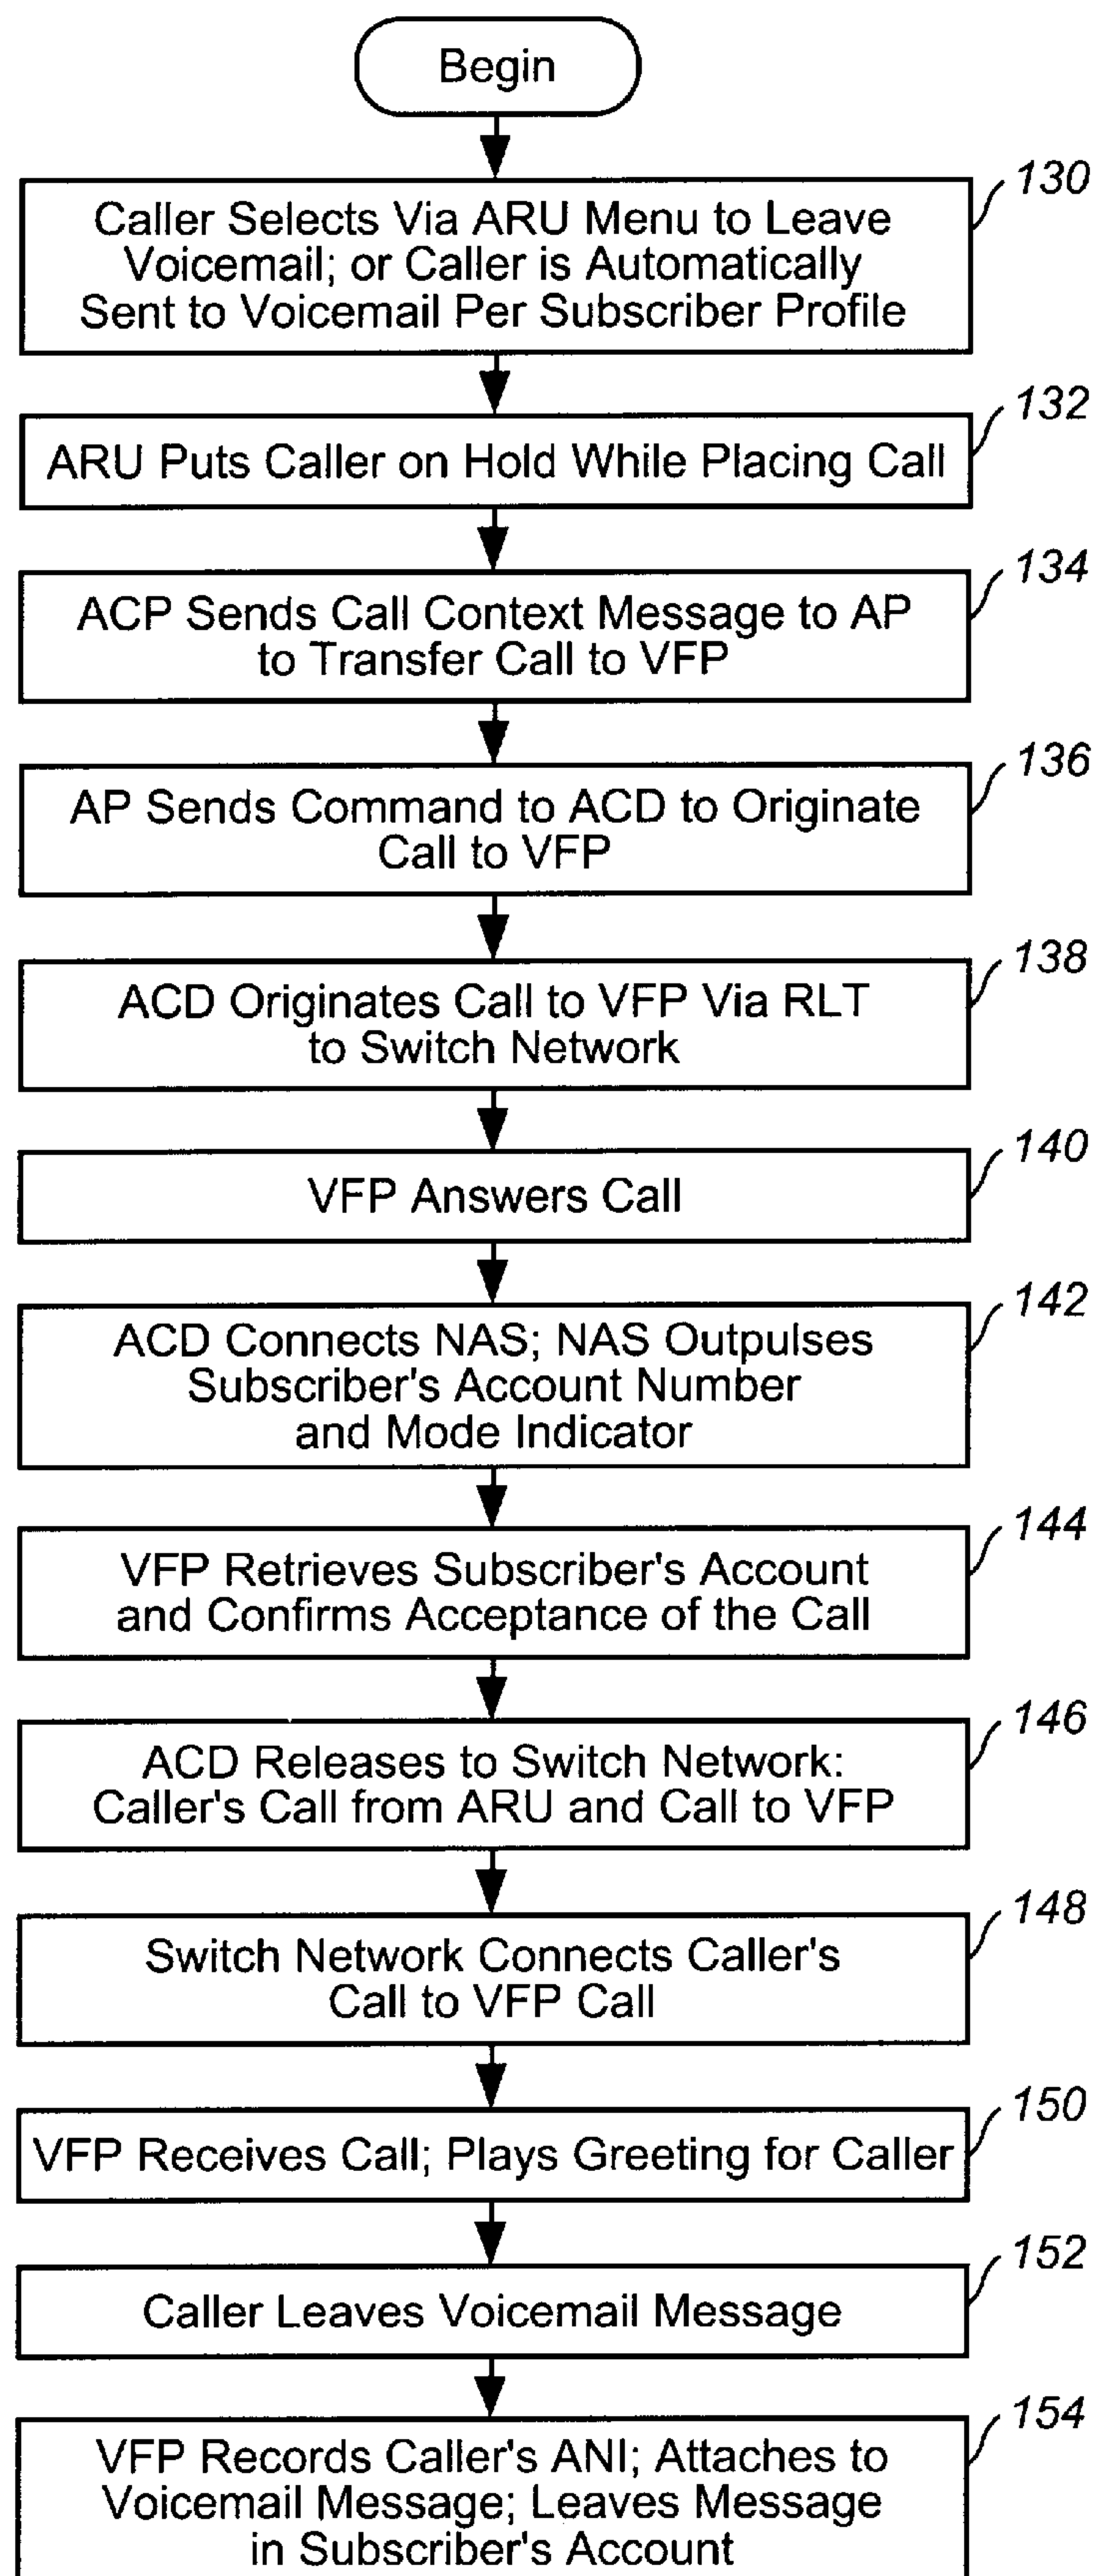 Begin
130
Caller Selects Via ARU Menu to Leave
Voicemail; or Caller is Automatically
Sent to Voicemail Per Subscriber Profile
132
ARU Puts Caller on Hold While Placing Call
134
ACP Sends Call Context Message to AP
to Transfer Call to VFP
136
AP Sends Command to ACD to Originate
Call to VFP
138
ACD Originates Call to VFP Via RLT
to Switch Network
140
VFP Answers Call
142
ACD Connects NAS; NAS Outpulses
Subscriber's Account Number
and Mode Indicator
144
VFP Retrieves Subscriber's Account
and Confirms Acceptance of the Call
146
ACD Releases to Switch Network:
Caller's Call from ARU and Call to VFP
148
Switch Network Connects Caller's
Call to VFP Call
150
VFP Receives Call; Plays Greeting for Caller
152
Caller Leaves Voicemail Message
154
VFP Records Caller's ANI; Attaches to
Voicemail Message; Leaves Message
in Subscriber's Account